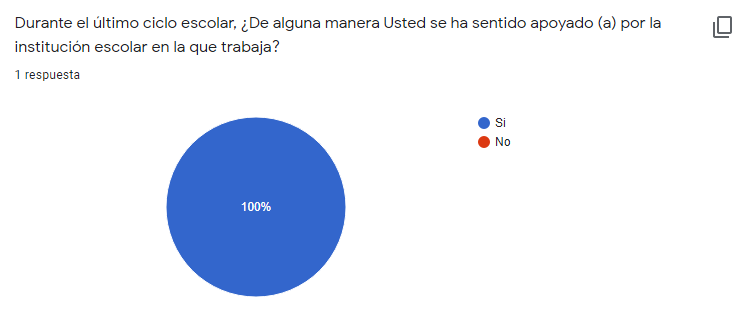 Durante el último ciclo escolar, ¿De alguna manera Usted se ha sentido apoyado (a) por la
institución escolar en la que trabaja?
1 respuesta
Si
No
100%